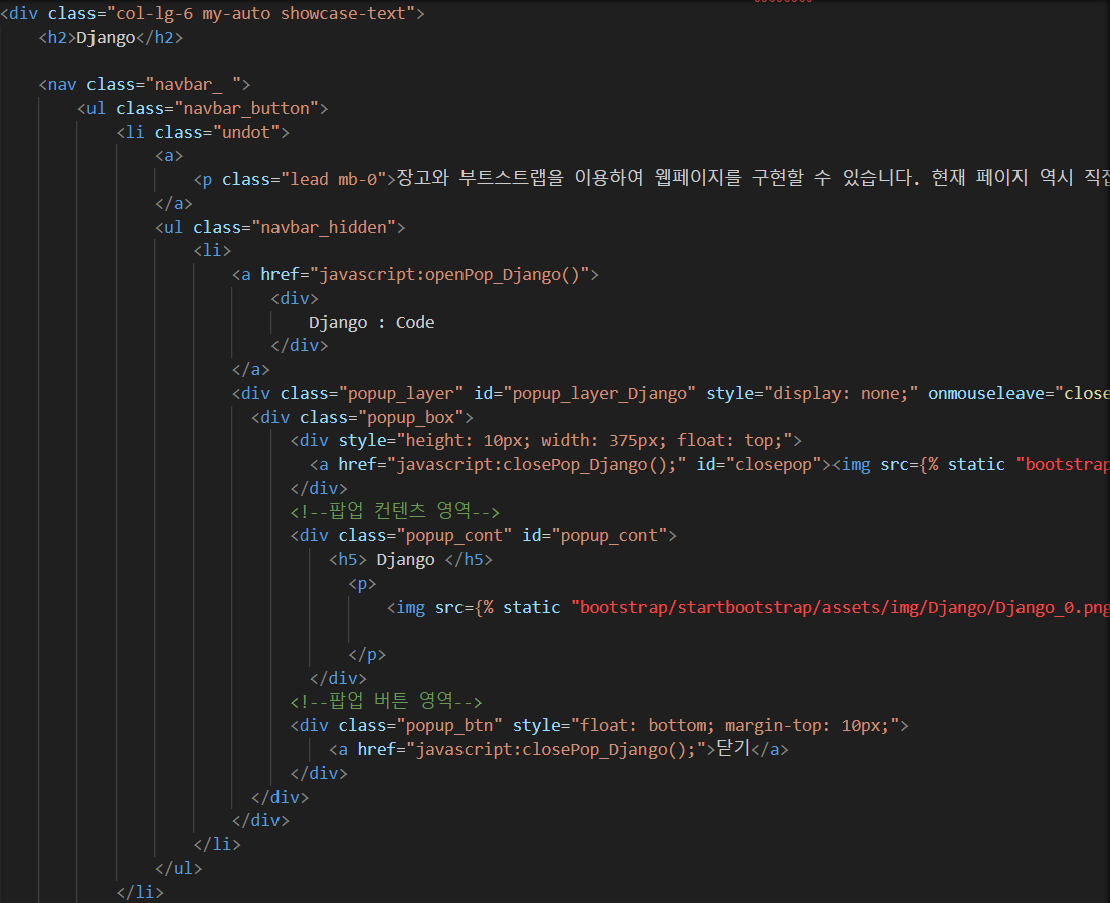 <div class="col-lg-6 my-auto showcase-text">
<h2>Django</h2>
<nav class="navbar_ ">
<ul class="navbar_button">
<li class="undot">
<a>
<p class="lead mb-0">장고와 부트스트랩을 이용하여 웹페이지를 구현할 수 있습니다. 현재 페이지 역시 직접
</a>
<ul class="navbar_hidden">
<li>
<a href="javascript:openPop_Django()">
<div>
Django : Code
</div>
</a>
<div class="popup_layer" id="popup_layer_Django" style="display: none;" onmouseleave="close
<div class="popup_box">
<div style="height: 10px; width: 375px; float: top;">
<a href="javascript:closePop_Django();" id="closepop"><img src={% static "bootstrap
</div>
<!--팝업 컨텐츠 영역-->
<div class="popup_cont" id="popup_cont">
<h5> Django </h5>
<p>
<img src={% static "bootstrap/startbootstrap/assets/img/Django/Django_0.png
</p>
</div>
<!--팝업 버튼 영역-->
<div class="popup_btn" style="float: bottom; margin-top: 10px;">
<a href="javascript:closePop_Django();">닫기</a>
</div>
</div>
</div>
</li>
</ul>
</li>